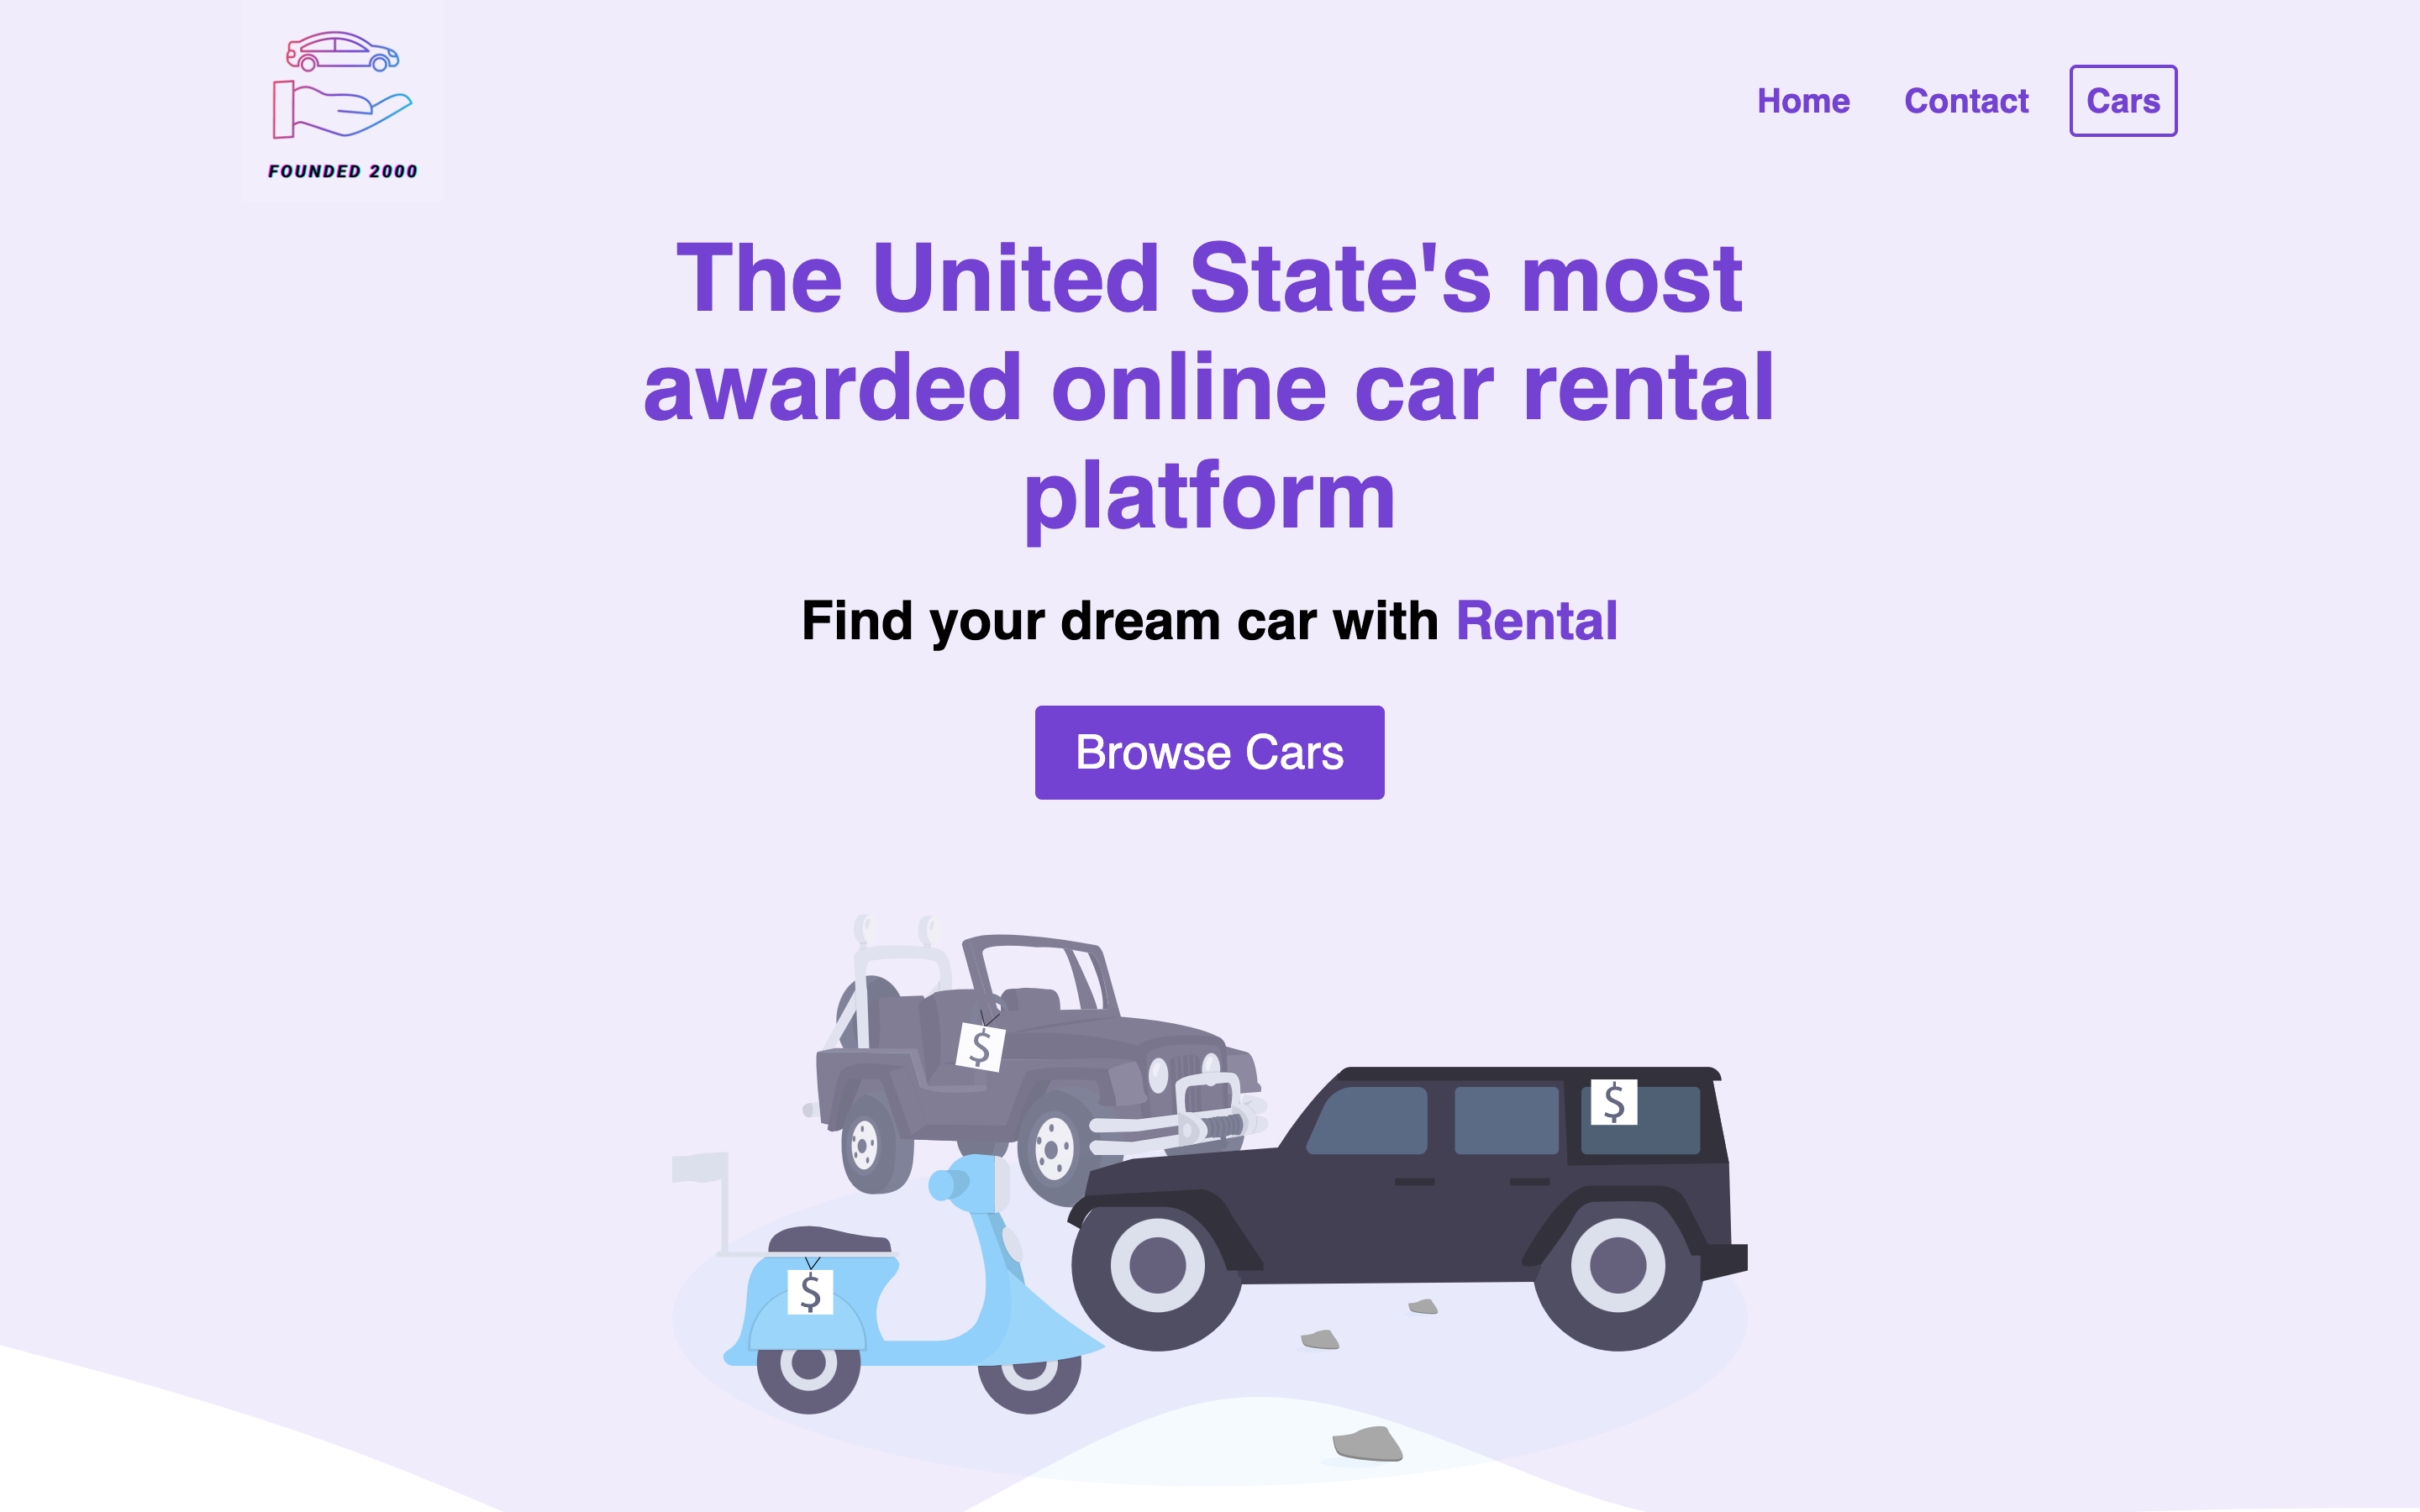 FOUNDED 2000
Home Contact Cars
The United State's most
awarded online car rental
platform
Find your dream car with Rental
Browse Cars
$
$
$